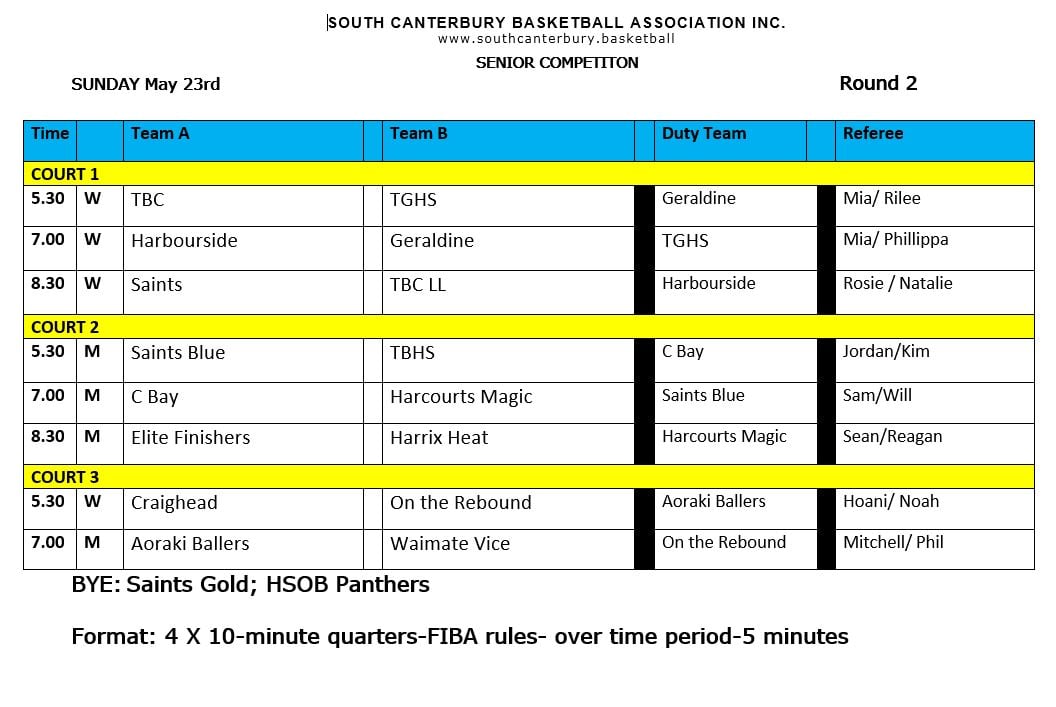 SOUTH CANTERBURY BASKETBALL ASSOCIATION INC.
www.southcanterbury.basketball
SENIOR COMPETITON
SUNDAY May 23rd Round 2
Time Team A Team B Duty Team Referee
COURT 1
5.30 W TBC TGHS Geraldine Mia/ Rilee
7.00 W Harbourside Geraldine TGHS Mia/ Phillippa
8.30 W Saints TBC LL Harbourside Rosie / Natalie
COURT 2
5.30 M Saints Blue TBHS C Bay Jordan/Kim
7.00 M C Bay Harcourts Magic Saints Blue Sam/Will
8.30 M Elite Finishers Harrix Heat Harcourts Magic Sean/Reagan
COURT 3
5.30 W Craighead On the Rebound Aoraki Ballers Hoani/ Noah
7.00 M Aoraki Ballers Waimate Vice On the Rebound Mitchell/ Phil
BYE: Saints Gold; HSOB Panthers
Format: 4 X 10-minute quarters-FIBA rules- over time period-5 minutes